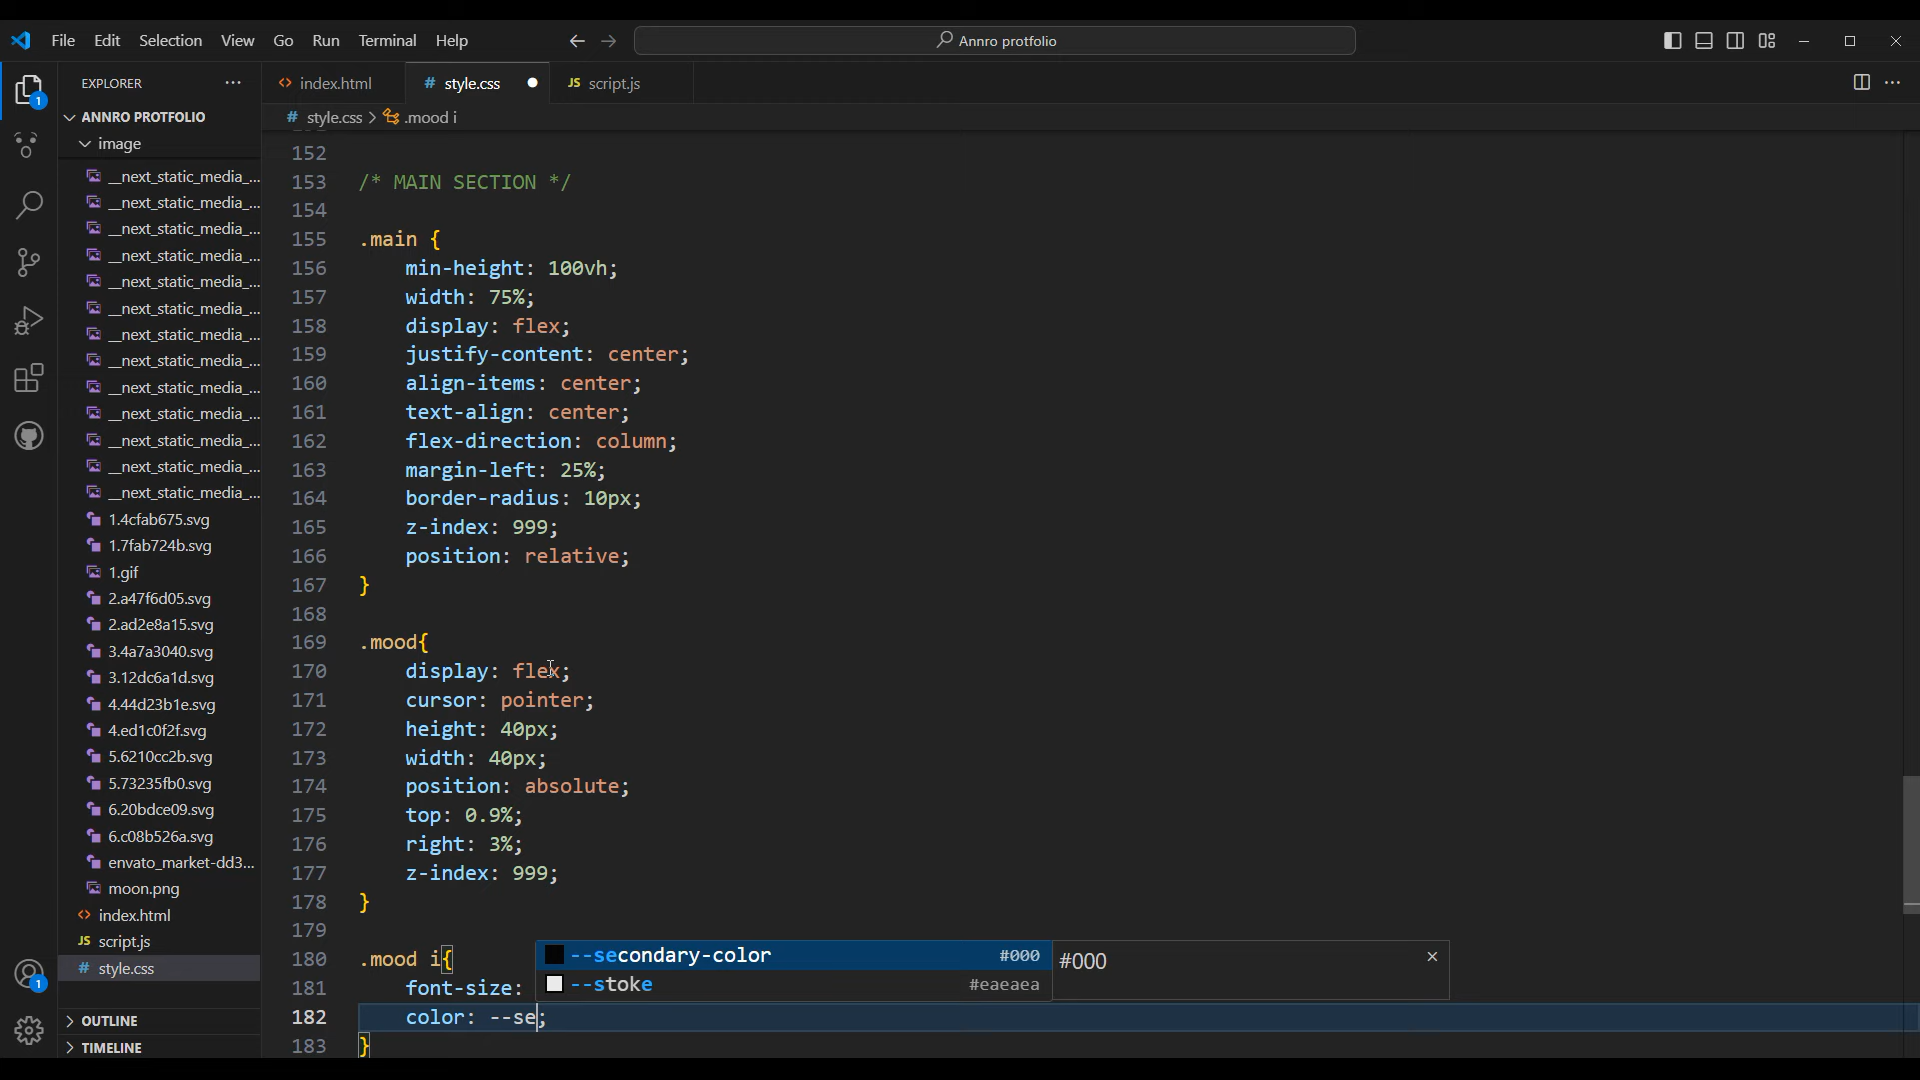 File Edit Selection View Go Run Terminal Help
Annro protfolio
EXPLORER
index.html
style.css
JS script.js
ANNRO PROTFOLIO
# style.css > .mood i
image
__next_static_media_...
__next_static_media_...
__next_static_media_...
__next_static_media_...
__next_static_media_...
__next_static_media_...
__next_static_media_...
__next_static_media_...
__next_static_media_...
__next_static_media_...
__next_static_media_...
__next_static_media_...
__next_static_media_...
1.4cfab675.svg
1.7fab724b.svg
1.gif
2.a47f6d05.svg
2.ad2e8a15.svg
3.4a7a3040.svg
3.12dc6a1d.svg
4.44d23b1e.svg
4.ed1c0f2f.svg
5.6210cc2b.svg
5.73235fb0.svg
6.20bdce09.svg
6.c08b526a.svg
envato_market-dd3...
moon.png
index.html
JS script.js
# style.css
OUTLINE
TIMELINE
1
1
152
153 /* MAIN SECTION */
154
155 .main {
156 min-height: 100vh;
157 width: 75%;
158 display: flex;
159 justify-content: center;
160 align-items: center;
161 text-align: center;
162 flex-direction: column;
163 margin-left: 25%;
164 border-radius: 10px;
165 z-index: 999;
166 position: relative;
167 }
168
169 .mood{
170 display: flex;
171 cursor: pointer;
172 height: 40px;
173 width: 40px;
174 position: absolute;
175 top: 0.9%;
176 right: 3%;
177 z-index: 999;
178 }
179
180 .mood i{
181 font-size:
182 color: --se;
183 }
--secondary-color #000
--stoke #eaeaea
#000